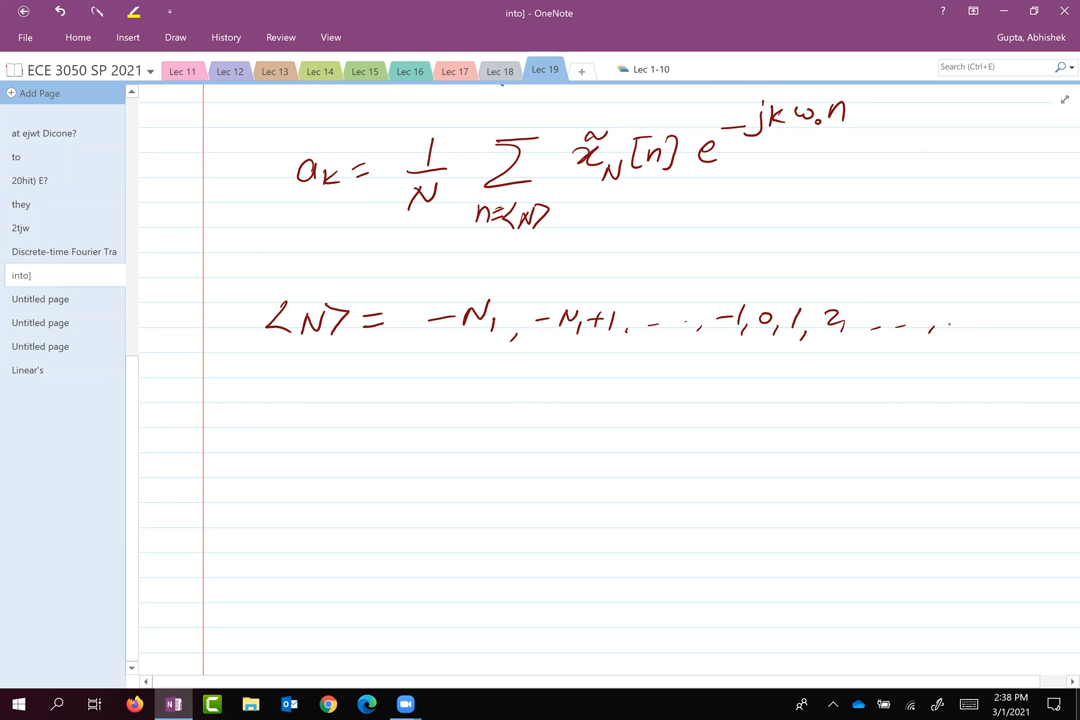 into] - OneNote
File Home Insert Draw History Review View
Gupta, Abhishek
ECE 3050 SP 2021
Lec 11 Lec 12 Lec 13 Lec 14 Lec 15 Lec 16 Lec 17 Lec 18 Lec 19 Lec 1-10
Search (Ctrl+E)
Add Page
at ejwt Dicone?
to
20hit) E?
they
2tjw
Discrete-time Fourier Tra
into]
Untitled page
Untitled page
Untitled page
Linear's
a_k = 1/N Σ_{n=<N>} x̃_N[n] e^{-jkω₀n}
<N> = -N₁, -N₁+1, ..., -1, 0, 1, 2, ...,
2:38 PM
3/1/2021